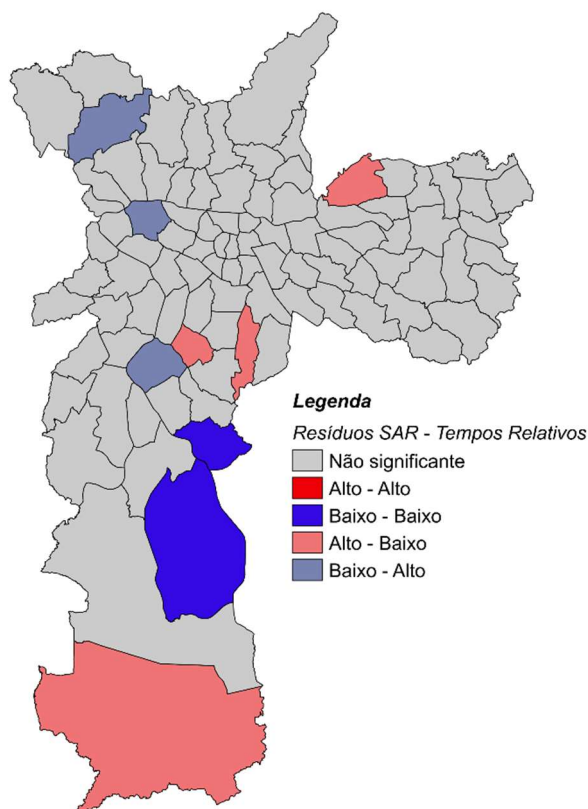 Legenda
Resíduos SAR - Tempos Relativos
Não significante
Alto - Alto
Baixo - Baixo
Alto - Baixo
Baixo - Alto